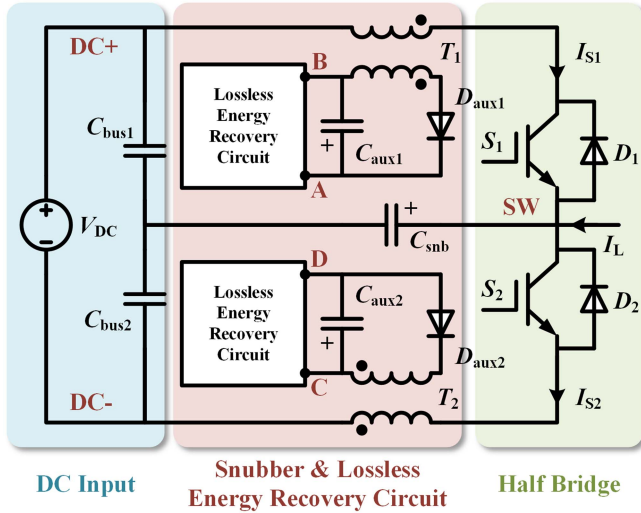 DC+
T1
IS1
B
Lossless
Energy
Recovery
Circuit
Caux1
+
Daux1
S1
D1
Cbus1
A
+
-
VDC
+
Csnb
SW
IL
D
Lossless
Energy
Recovery
Circuit
Caux2
+
Daux2
S2
D2
Cbus2
C
DC-
T2
IS2
DC Input
Snubber & Lossless
Energy Recovery Circuit
Half Bridge